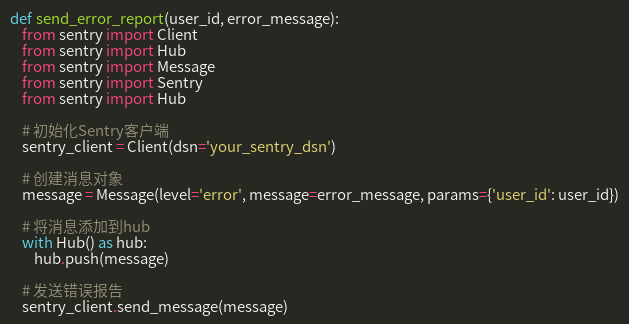 def send_error_report(user_id, error_message):
    from sentry import Client
    from sentry import Hub
    from sentry import Message
    from sentry import Sentry
    from sentry import Hub

    # 初始化Sentry客户端
    sentry_client = Client(dsn='your_sentry_dsn')

    # 创建消息对象
    message = Message(level='error', message=error_message, params={'user_id': user_id})

    # 将消息添加到hub
    with Hub() as hub:
        hub.push(message)

    # 发送错误报告
    sentry_client.send_message(message)